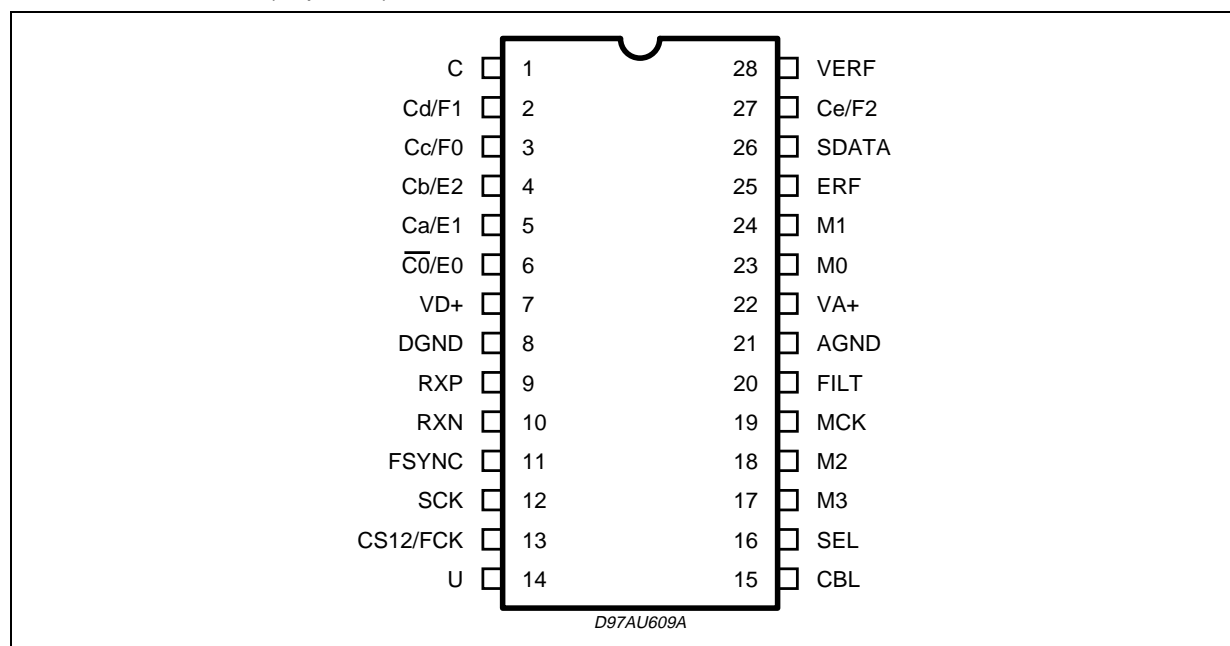 C 1 28 VERF
Cd/F1 2 27 Ce/F2
Cc/F0 3 26 SDATA
Cb/E2 4 25 ERF
Ca/E1 5 24 M1
C̅0̅/E0 6 23 M0
VD+ 7 22 VA+
DGND 8 21 AGND
RXP 9 20 FILT
RXN 10 19 MCK
FSYNC 11 18 M2
SCK 12 17 M3
CS12/FCK 13 16 SEL
U 14 15 CBL
D97AU609A